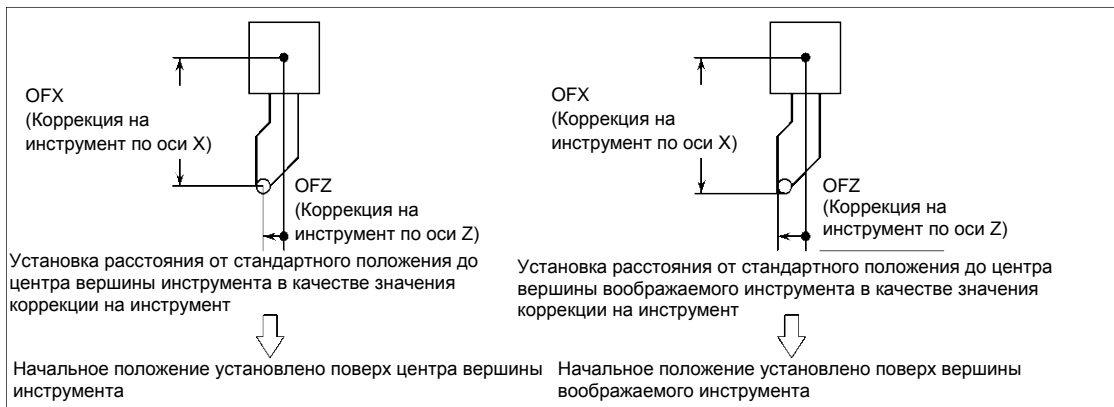 OFX
(Коррекция на
инструмент по оси X)
OFZ
(Коррекция на
инструмент по оси Z)
Установка расстояния от стандартного положения до
центра вершины инструмента в качестве значения
коррекции на инструмент
Начальное положение установлено поверх центра вершины
инструмента
OFX
(Коррекция на
инструмент по оси X)
OFZ
(Коррекция на
инструмент по оси Z)
Установка расстояния от стандартного положения до центра
вершины воображаемого инструмента в качестве значения
коррекции на инструмент
Начальное положение установлено поверх вершины
воображаемого инструмента